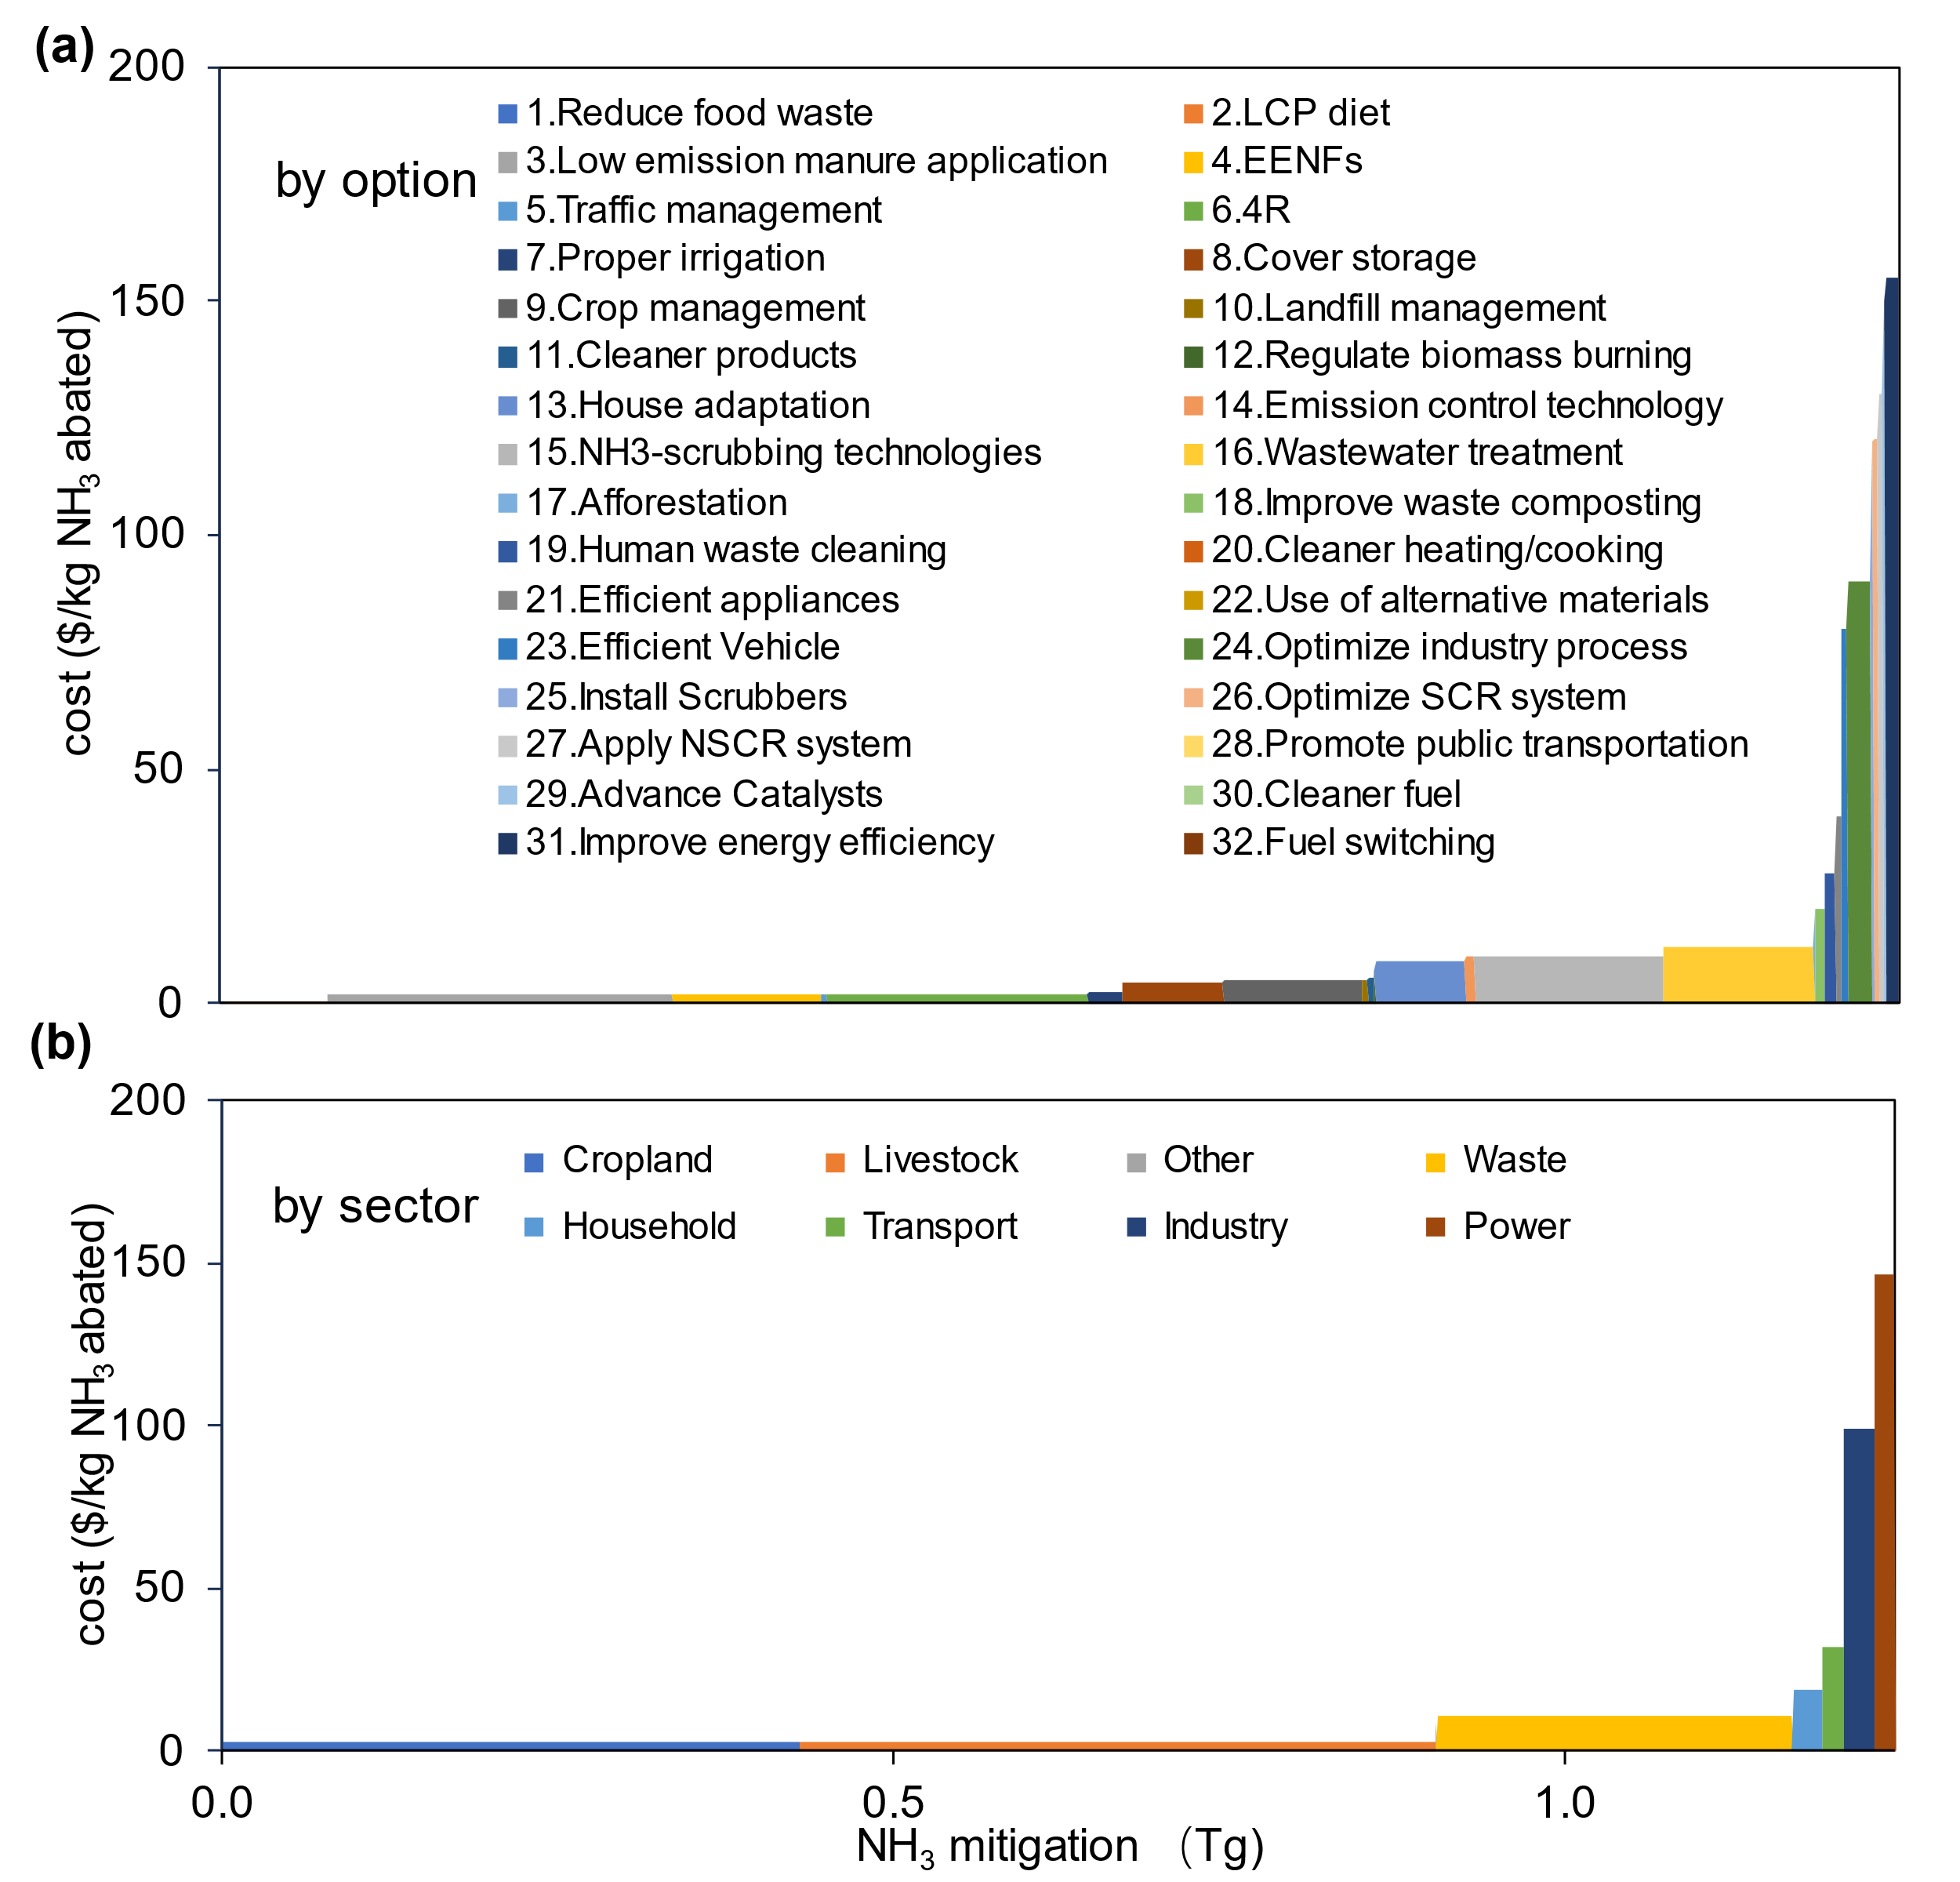 (a)
200
150
100
50
0
cost ($/kg NH3 abated)
by option
1.Reduce food waste
2.LCP diet
3.Low emission manure application
4.EENFs
5.Traffic management
6.4R
7.Proper irrigation
8.Cover storage
9.Crop management
10.Landfill management
11.Cleaner products
12.Regulate biomass burning
13.House adaptation
14.Emission control technology
15.NH3-scrubbing technologies
16.Wastewater treatment
17.Afforestation
18.Improve waste composting
19.Human waste cleaning
20.Cleaner heating/cooking
21.Efficient appliances
22.Use of alternative materials
23.Efficient Vehicle
24.Optimize industry process
25.Install Scrubbers
26.Optimize SCR system
27.Apply NSCR system
28.Promote public transportation
29.Advance Catalysts
30.Cleaner fuel
31.Improve energy efficiency
32.Fuel switching
(b)
200
150
100
50
0
cost ($/kg NH3 abated)
by sector
Cropland
Livestock
Other
Waste
Household
Transport
Industry
Power
0.0
0.5
1.0
NH3 mitigation （Tg)